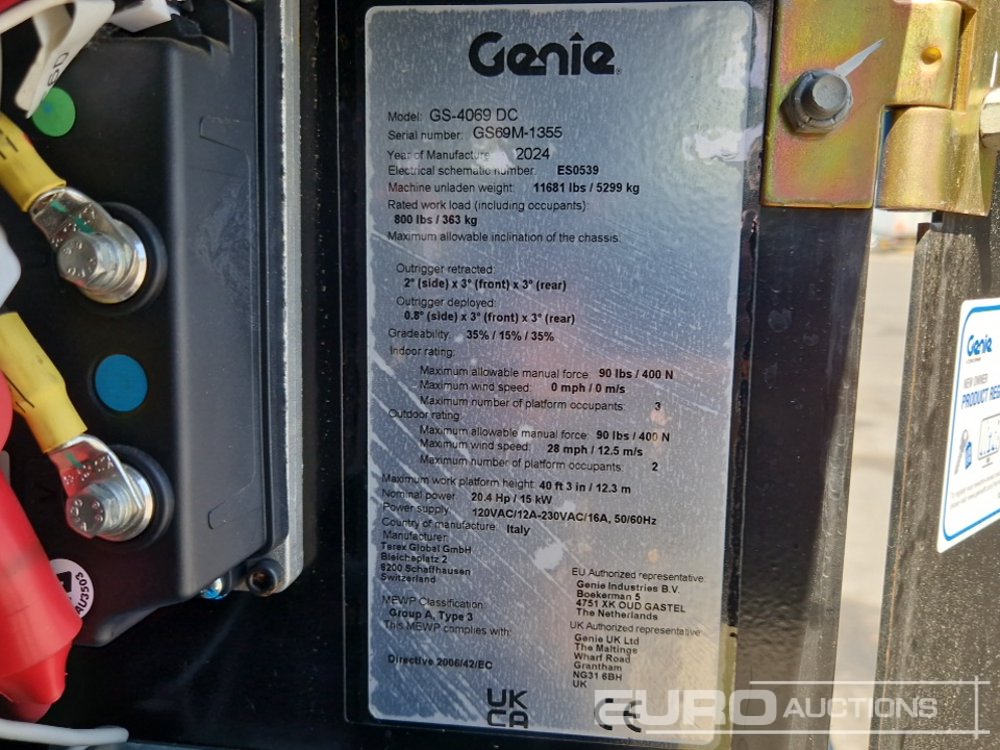 Genie
Model: GS-4069 DC
Serial number: GS69M-1355
Year of Manufacture: 2024
Electrical schematic number: ES0539
Machine unladen weight: 11681 lbs / 5299 kg
Rated work load (including occupants):
800 lbs / 363 kg
Maximum allowable inclination of the chassis:
Outrigger retracted:
2° (side) x 3° (front) x 3° (rear)
Outrigger deployed:
0.8° (side) x 3° (front) x 3° (rear)
Gradeability: 35% / 15% / 35%
Indoor rating:
Maximum allowable manual force: 90 lbs / 400 N
Maximum wind speed: 0 mph / 0 m/s
Maximum number of platform occupants: 3
Outdoor rating:
Maximum allowable manual force: 90 lbs / 400 N
Maximum wind speed: 28 mph / 12.5 m/s
Maximum number of platform occupants: 2
Maximum work platform height: 40 ft 3 in / 12.3 m
Nominal power: 20.4 Hp / 15 kW
Power supply: 120VAC/12A-230VAC/16A, 50/60Hz
Country of manufacture: Italy
Manufacturer:
Terex Global GmbH
Bleicheplatz 2
8200 Schaffhausen
Switzerland
MEWP Classification:
Group A, Type 3
This MEWP complies with:
Directive 2006/42/EC
EU Authorized representative:
Genie Industries B.V.
Boekerman 5
4751 XK OUD GASTEL
The Netherlands
UK Authorized representative:
Genie UK Ltd
The Maltings
Wharf Road
Grantham
NG31 6BH
UK
UK
CA
CE
Genie
NEW OWNER
PRODUCT REG
AU3503
EURO AUCTIONS